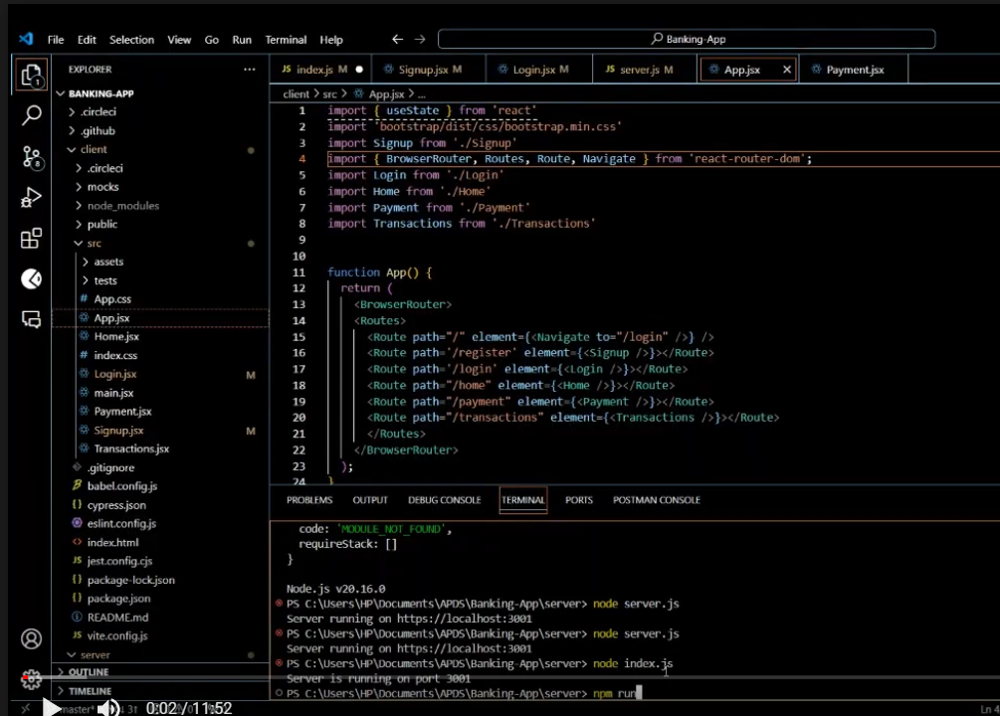 File Edit Selection View Go Run Terminal Help
Banking-App
EXPLORER
BANKING-APP
.circleci
.github
client
.circleci
mocks
node_modules
public
src
assets
tests
App.css
App.jsx
Home.jsx
index.css
Login.jsx M
main.jsx
Payment.jsx
Signup.jsx M
Transactions.jsx
.gitignore
babel.config.js
cypress.json
eslint.config.js
index.html
jest.config.cjs
package-lock.json
package.json
README.md
vite.config.js
server
OUTLINE
TIMELINE
index.js M Signup.jsx M Login.jsx M server.js M App.jsx Payment.jsx
client > src > App.jsx > ...
1 import { useState } from 'react'
2 import 'bootstrap/dist/css/bootstrap.min.css'
3 import Signup from './Signup'
4 import { BrowserRouter, Routes, Route, Navigate } from 'react-router-dom';
5 import Login from './Login'
6 import Home from './Home'
7 import Payment from './Payment'
8 import Transactions from './Transactions'
9
10
11 function App() {
12 return (
13 <BrowserRouter>
14 <Routes>
15 <Route path="/" element={<Navigate to="/login" />} />
16 <Route path='/register' element={<Signup />}></Route>
17 <Route path='/login' element={<Login />}></Route>
18 <Route path="/home" element={<Home />}></Route>
19 <Route path="/payment" element={<Payment />}></Route>
20 <Route path="/transactions" element={<Transactions />}></Route>
21 </Routes>
22 </BrowserRouter>
23 );
24 }
PROBLEMS OUTPUT DEBUG CONSOLE TERMINAL PORTS POSTMAN CONSOLE
code: 'MODULE_NOT_FOUND',
requireStack: []
}
Node.js v20.16.0
PS C:\Users\HP\Documents\APDS\Banking-App\server> node server.js
Server running on https://localhost:3001
PS C:\Users\HP\Documents\APDS\Banking-App\server> node server.js
Server running on https://localhost:3001
PS C:\Users\HP\Documents\APDS\Banking-App\server> node index.js
Server is running on port 3001
PS C:\Users\HP\Documents\APDS\Banking-App\server> npm run
0:02 / 11:52